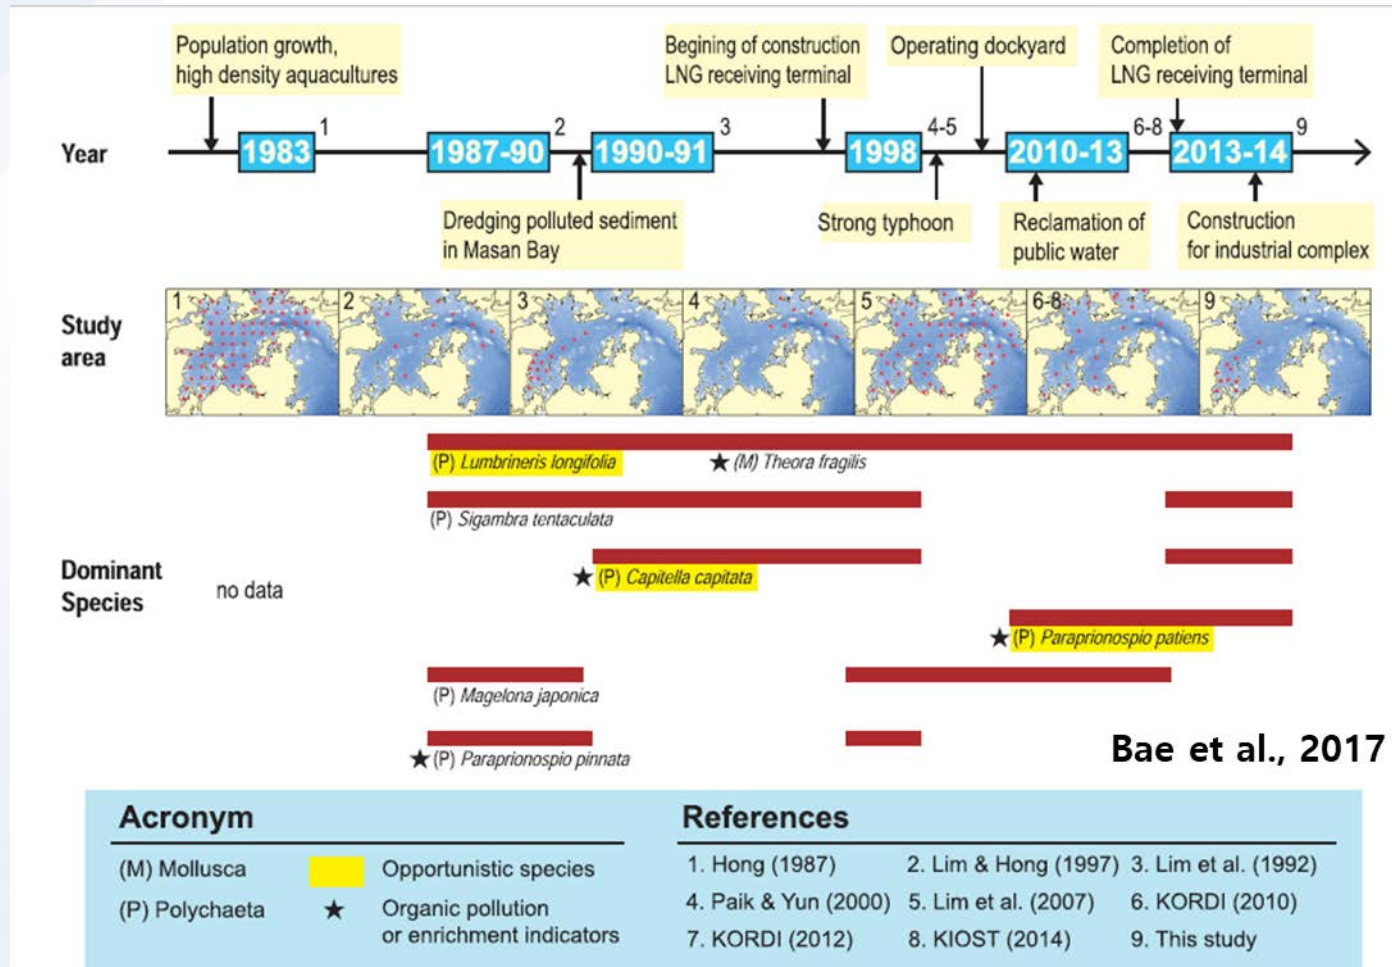 Population growth,
high density aquacultures
Begining of construction
LNG receiving terminal
Operating dockyard
Completion of
LNG receiving terminal
Year
1983
1
1987-90
2
1990-91
3
1998
4-5
2010-13
6-8
2013-14
9
Dredging polluted sediment
in Masan Bay
Strong typhoon
Reclamation of
public water
Construction
for industrial complex
Study
area
1
2
3
4
5
6-8
9
(P) Lumbrineris longifolia
★ (M) Theora fragilis
(P) Sigambra tentaculata
Dominant
Species
no data
★ (P) Capitella capitata
★ (P) Paraprionospio patiens
(P) Magelona japonica
★ (P) Paraprionospio pinnata
Bae et al., 2017
Acronym
(M) Mollusca
Opportunistic species
(P) Polychaeta
★ Organic pollution
or enrichment indicators
References
1. Hong (1987) 2. Lim & Hong (1997) 3. Lim et al. (1992)
4. Paik & Yun (2000) 5. Lim et al. (2007) 6. KORDI (2010)
7. KORDI (2012) 8. KIOST (2014) 9. This study